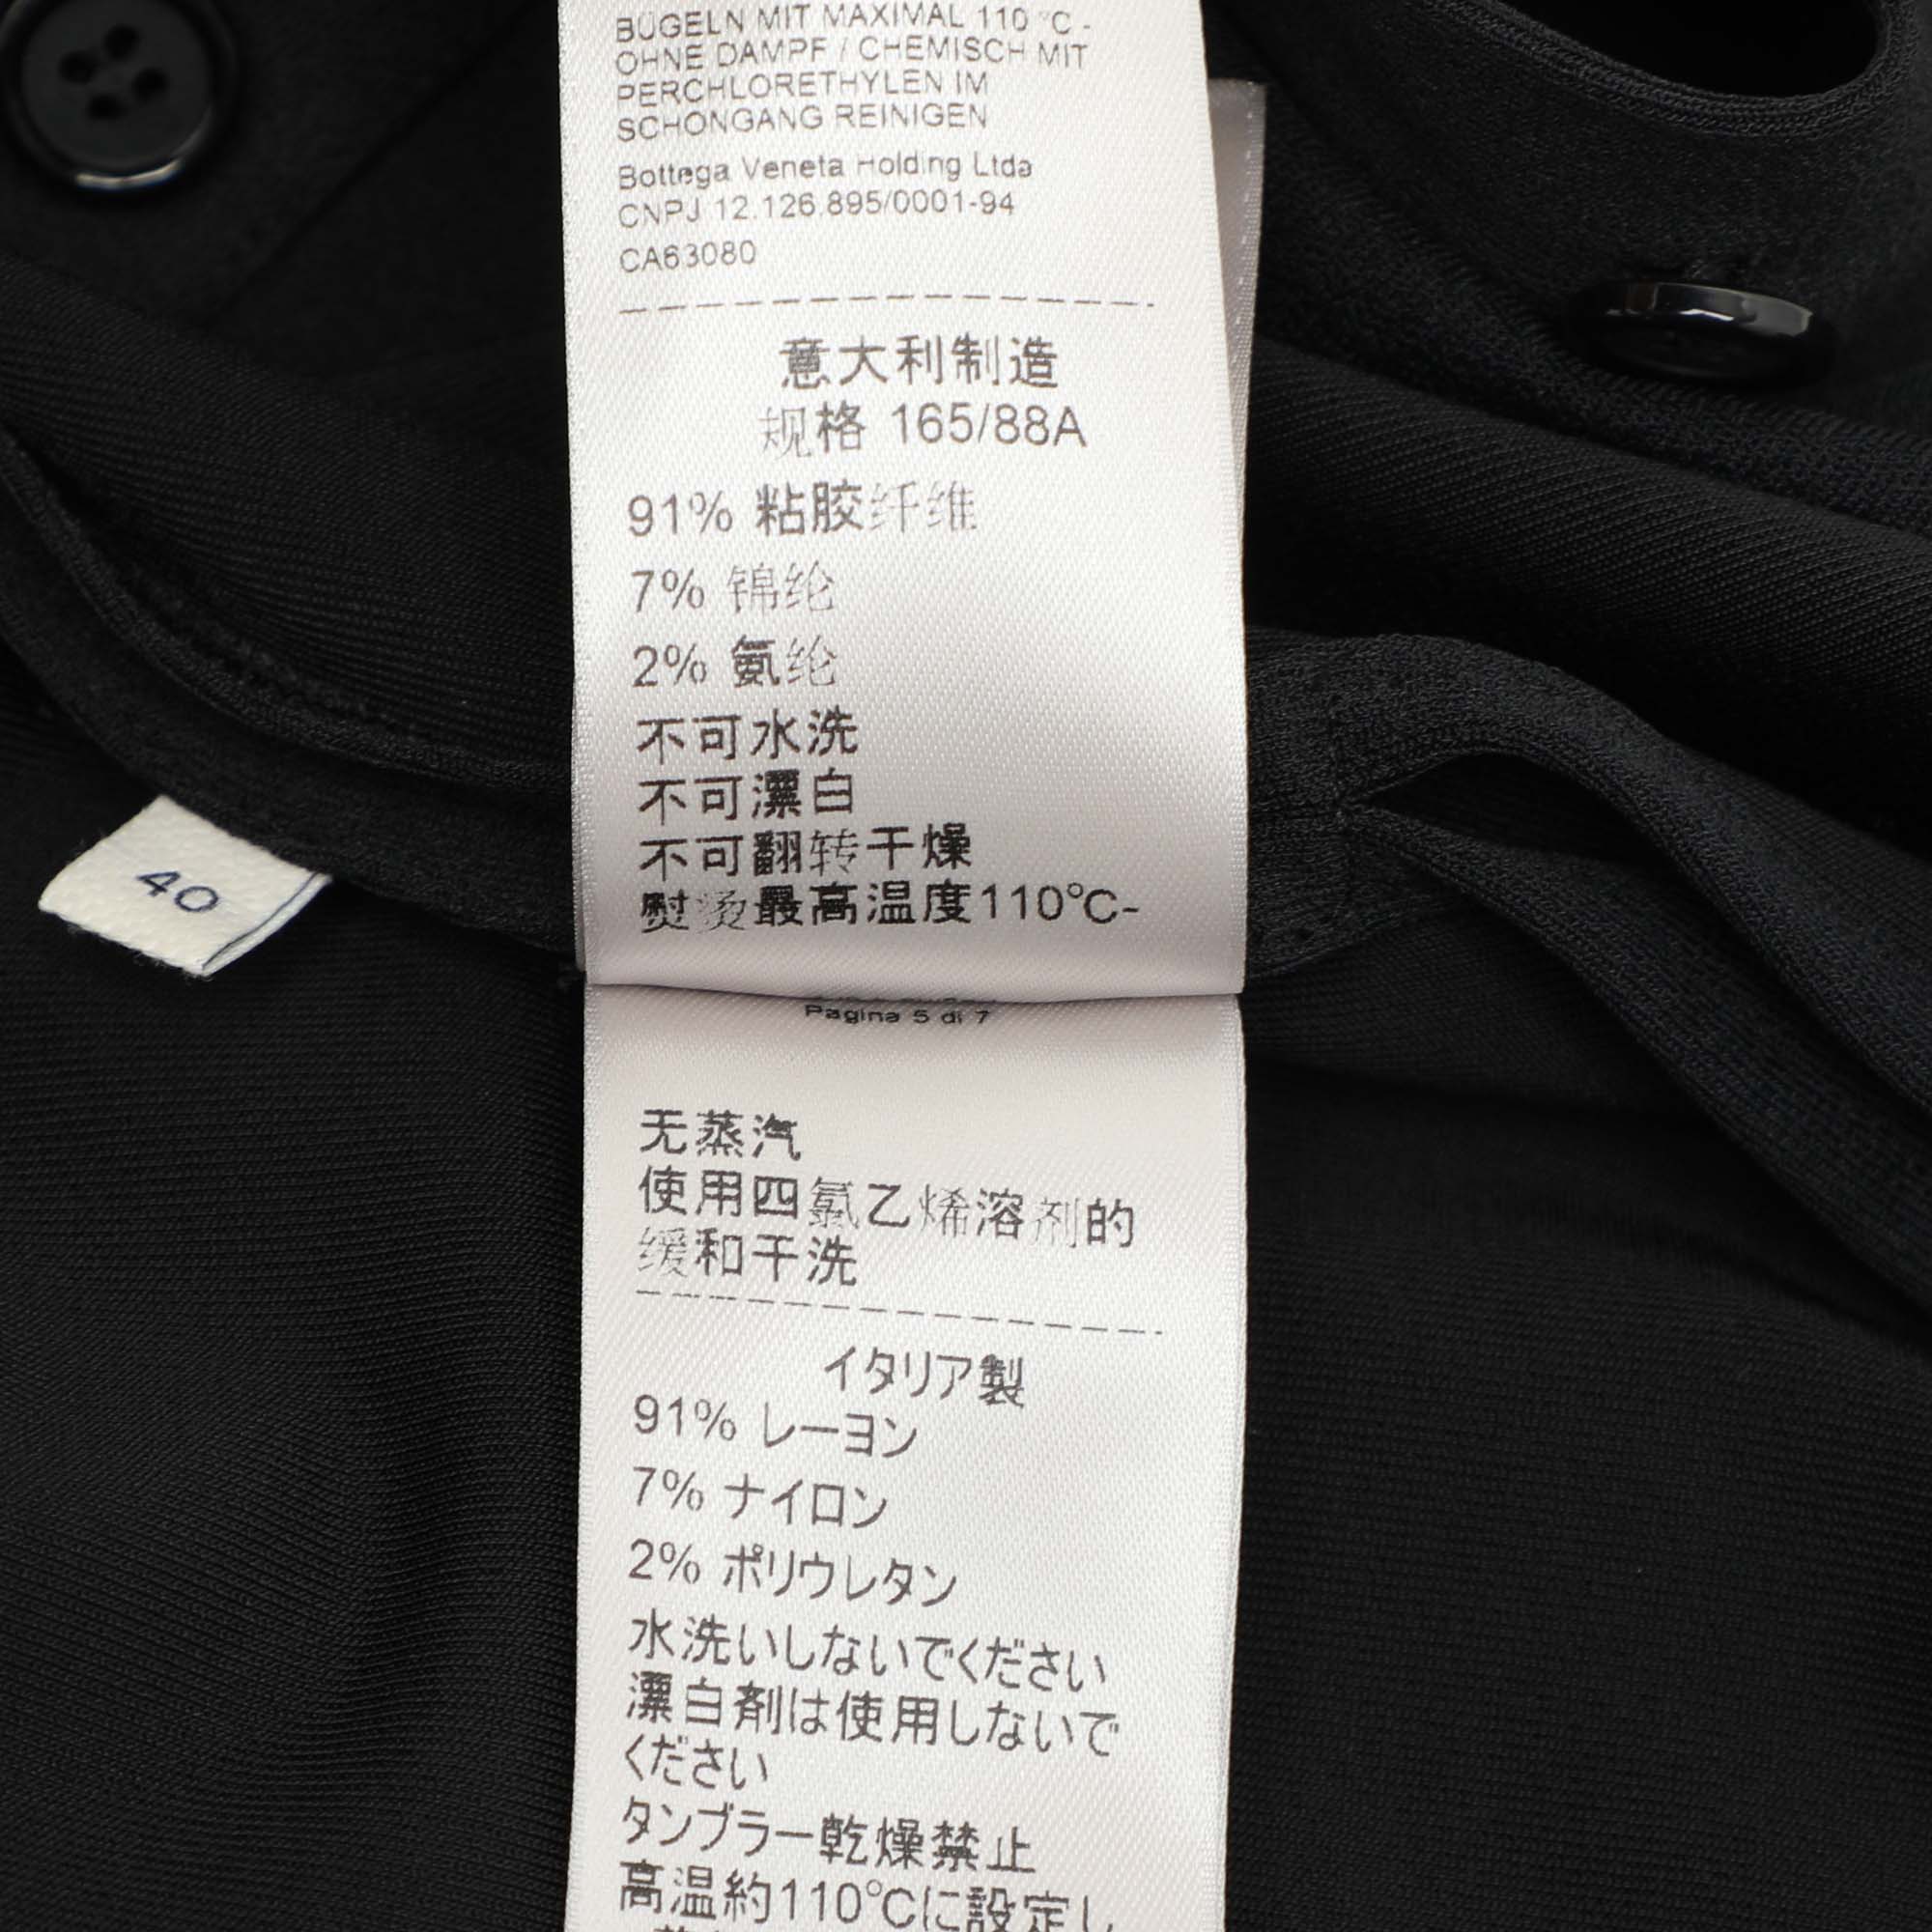 BÜGELN MIT MAXIMAL 110 °C -
OHNE DAMPF / CHEMISCH MIT
PERCHLORETHYLEN IM
SCHONGANG REINIGEN
Bottega Veneta Holding Ltda
CNPJ 12.126.895/0001-94
CA63080
意大利制造
规格 165/88A
91% 粘胶纤维
7% 锦纶
2% 氨纶
不可水洗
不可漂白
不可翻转干燥
熨烫最高温度110℃-
40
Pagina 5 di 7
无蒸汽
使用四氯乙烯溶剂的
缓和干洗
イタリア製
91% レーヨン
7% ナイロン
2% ポリウレタン
水洗いしないでください
漂白剤は使用しないで
ください
タンブラー乾燥禁止
高温約110℃に設定し